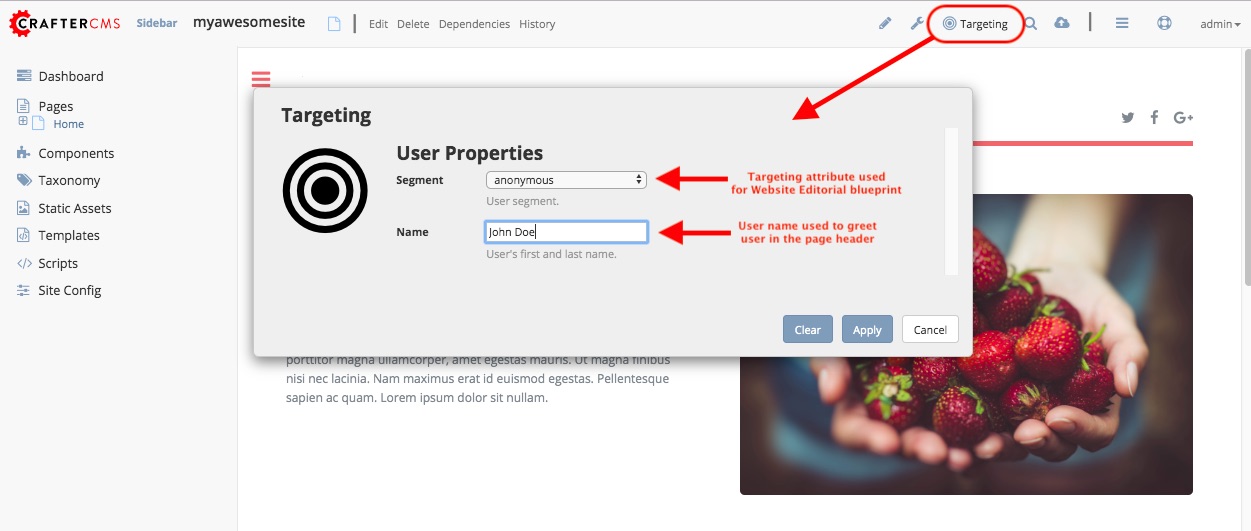 CRAFTERCMS Sidebar myawesomesite Edit Delete Dependencies History Targeting admin
Dashboard
Pages
Home
Components
Taxonomy
Static Assets
Templates
Scripts
Site Config
Targeting
User Properties
Segment anonymous
User segment.
Targeting attribute used
for Website Editorial blueprint
Name John Doe
User's first and last name.
User name used to greet
user in the page header
Clear Apply Cancel
porttitor magna ullamcorper, amet egestas mauris. Ut magna finibus
nisi nec lacinia. Nam maximus erat id euismod egestas. Pellentesque
sapien ac quam. Lorem ipsum dolor sit nullam.